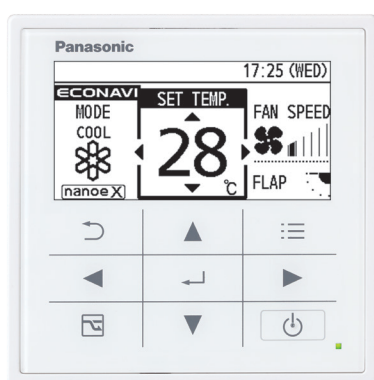 Panasonic
17:25 (WED)
ECONAVI
MODE
COOL
nanoe X
SET TEMP.
28
℃
FAN SPEED
FLAP